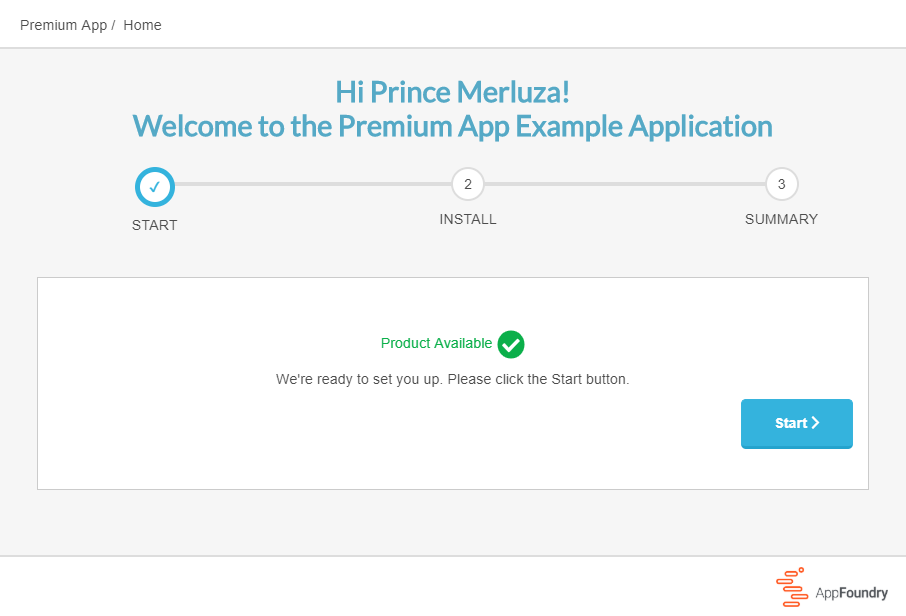 Premium App / Home
Hi Prince Merluza!
Welcome to the Premium App Example Application
✓ 2 3
START INSTALL SUMMARY
Product Available
We're ready to set you up. Please click the Start button.
Start
AppFoundry